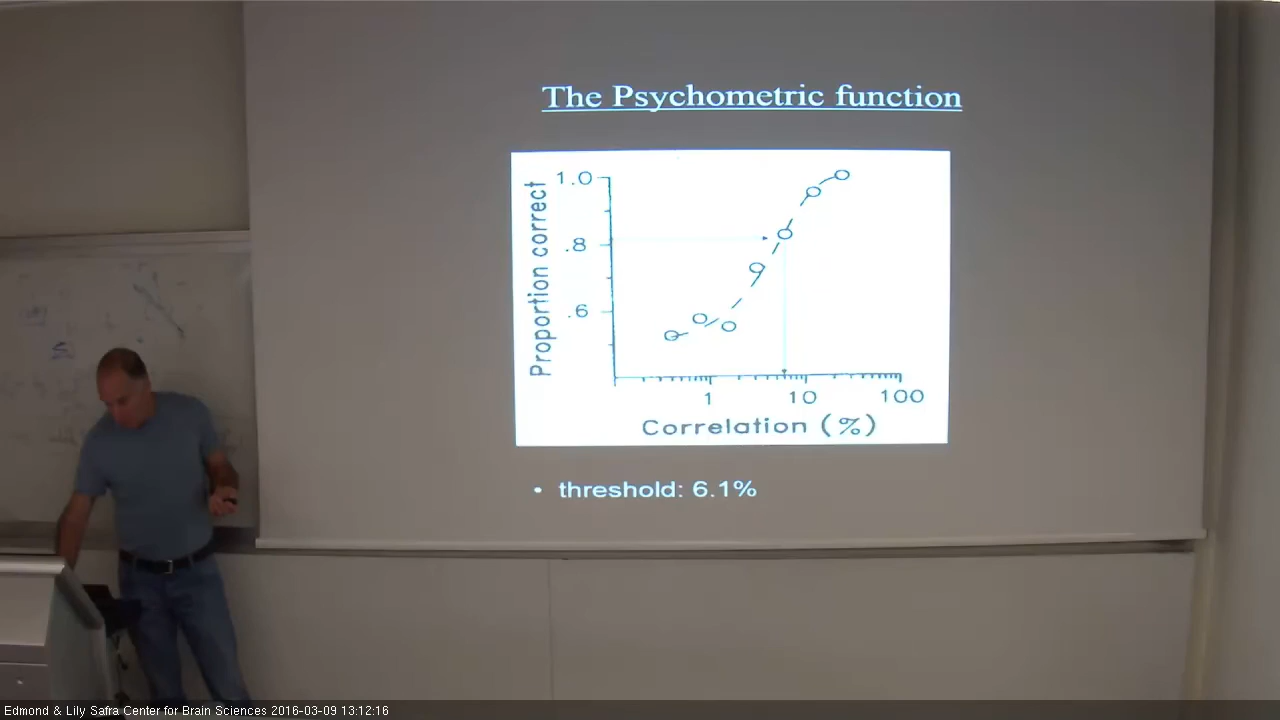 The Psychometric function
Proportion correct
1.0
.8
.6
1 10 100
Correlation (%)
• threshold: 6.1%
Edmond & Lily Safra Center for Brain Sciences 2016-03-09 13:12:16